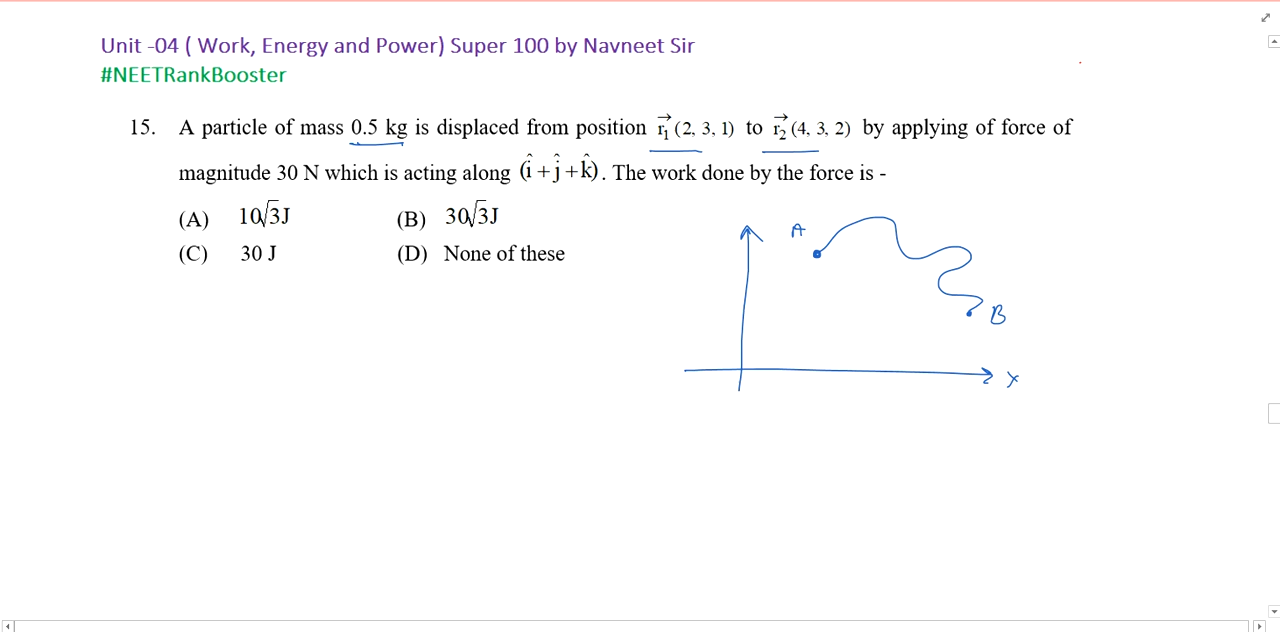 Unit -04 ( Work, Energy and Power) Super 100 by Navneet Sir
#NEETRankBooster
15. A particle of mass 0.5 kg is displaced from position r₁→ (2, 3, 1) to r₂→ (4, 3, 2) by applying of force of
magnitude 30 N which is acting along (î + ĵ + k̂). The work done by the force is -
(A) 10√3J (B) 30√3J
(C) 30 J (D) None of these
A
B
x